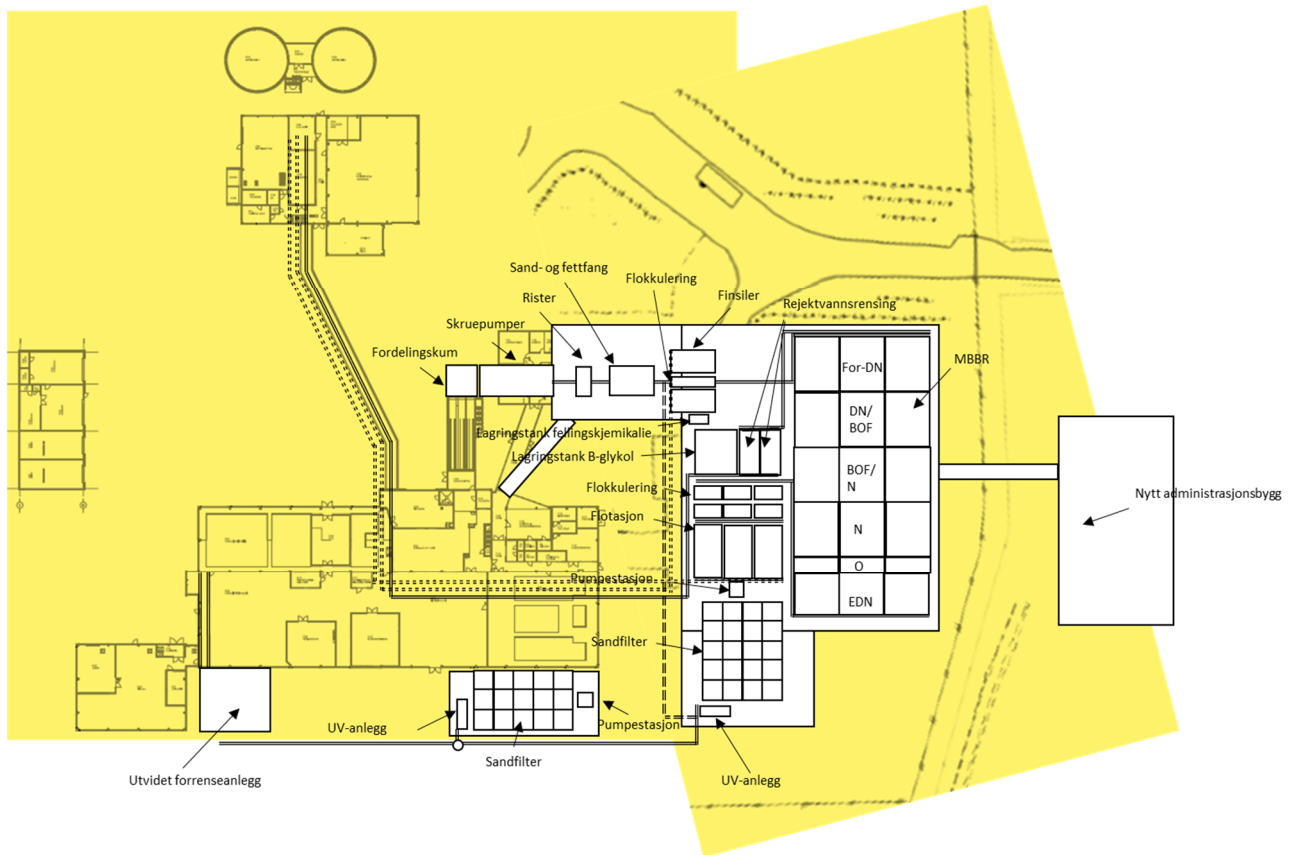 Sand- og fettfang
Flokkulering
Rister
Finsiler
Rejektvannsrensing
Skruepumper
Fordelingskum
MBBR
For-DN
DN/
BOF
Lagringstank fellingskjemikalie
Lagringstank B-glykol
BOF/
N
Flokkulering
Nytt administrasjonsbygg
Flotasjon
N
O
Pumpestasjon
EDN
Sandfilter
UV-anlegg
Pumpestasjon
Sandfilter
Utvidet forrenseanlegg
UV-anlegg